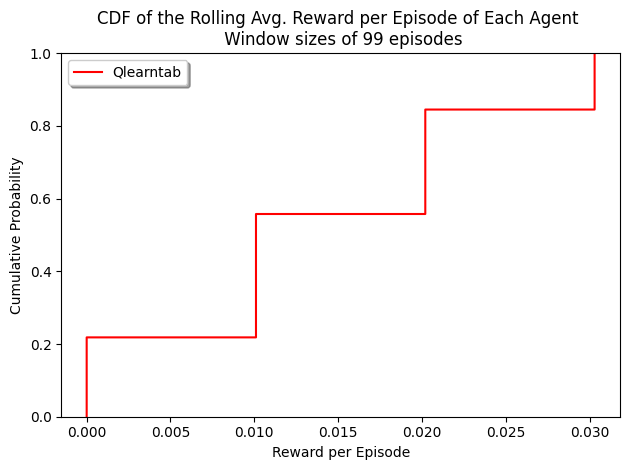 CDF of the Rolling Avg. Reward per Episode of Each Agent
Window sizes of 99 episodes
Qlearntab
Cumulative Probability
1.0
0.8
0.6
0.4
0.2
0.0
0.000 0.005 0.010 0.015 0.020 0.025 0.030
Reward per Episode